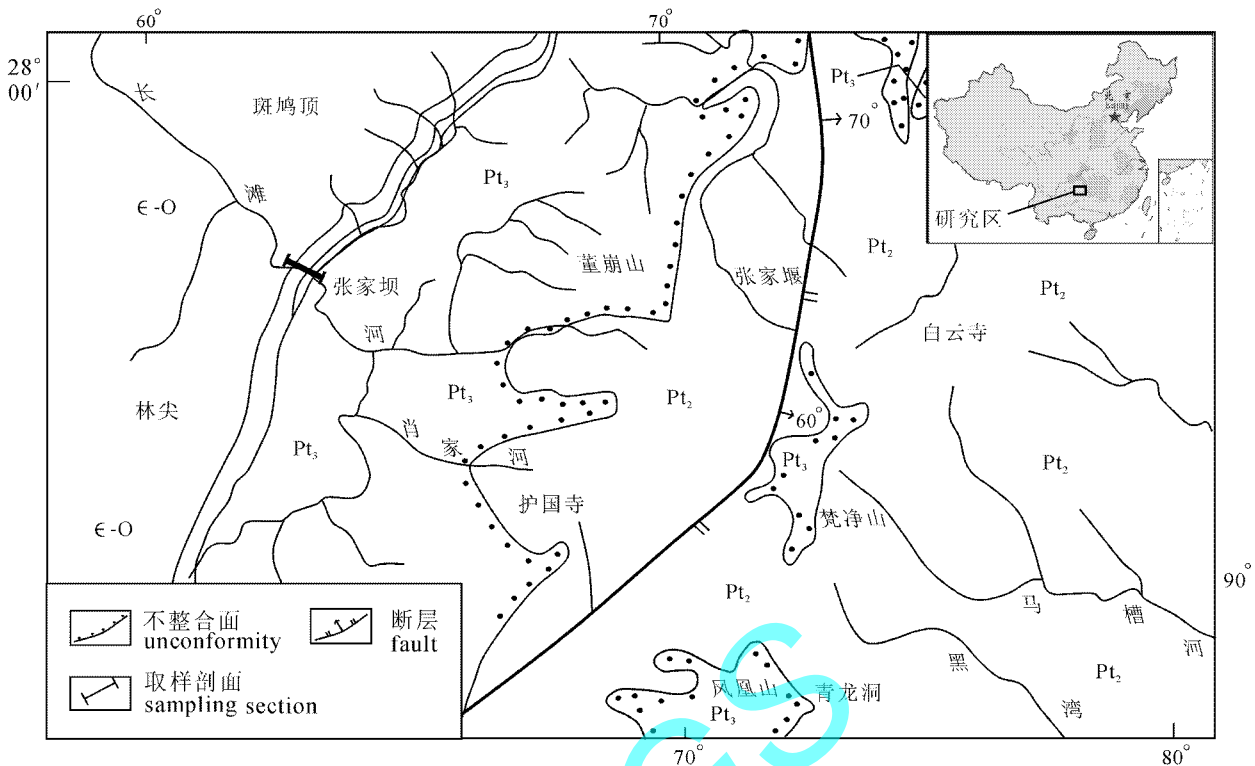 60°
70°
28°
00′
长
斑鸠顶
Pt₃
70°
Pt₃
滩
ϵ-O
研究区
Pt₂
董崩山
张家坝
张家堰
Pt₂
河
白云寺
林尖
Pt₃
Pt₂
肖
家
河
60°
Pt₃
Pt₃
Pt₂
护国寺
梵净山
ϵ-O
90°
Pt₂
马
槽
河
黑
湾
Pt₂
凤凰山
Pt₃
青龙洞
不整合面
unconformity
断层
fault
取样剖面
sampling section
70°
80°
CS